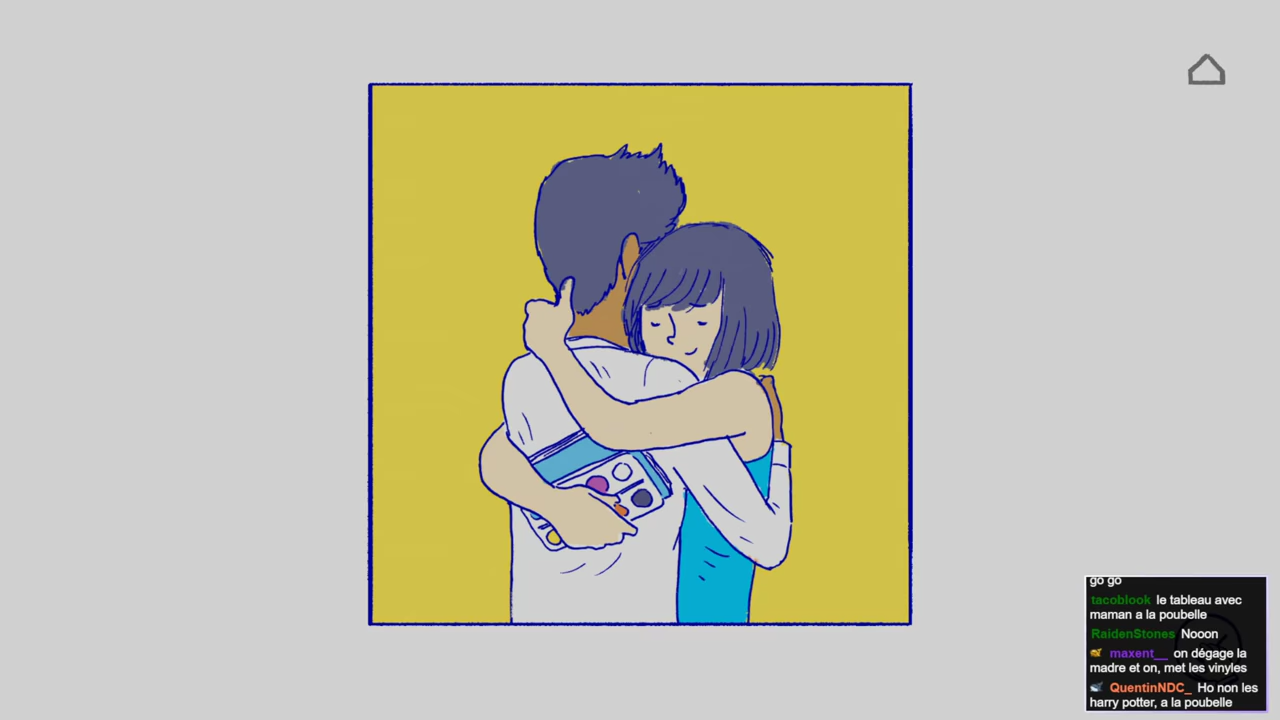 go go
tacoblook le tableau avec
maman a la poubelle
RaidenStones Nooon
maxent__ on dégage la
madre et on, met les vinyles
QuentinNDC_ Ho non les
harry potter, a la poubelle